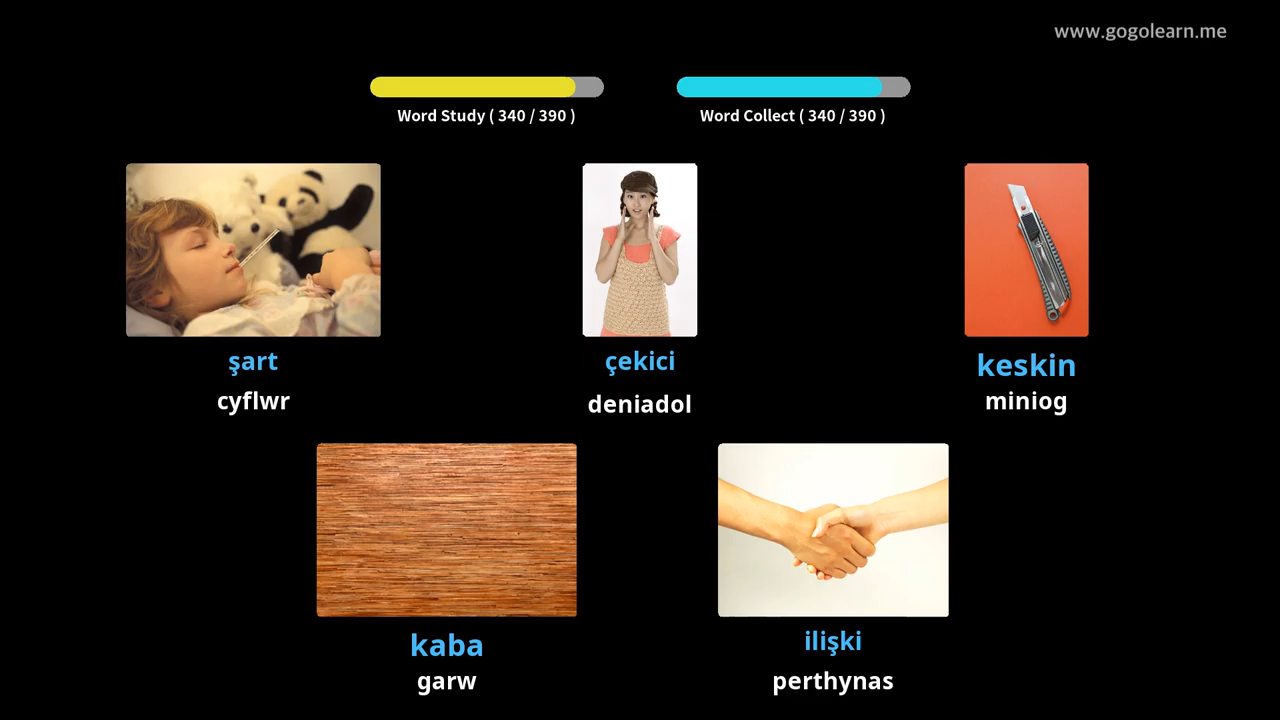 www.gogolearn.me
Word Study ( 340 / 390 )
Word Collect ( 340 / 390 )
şart
çekici
keskin
cyflwr
deniadol
miniog
kaba
ilişki
garw
perthynas